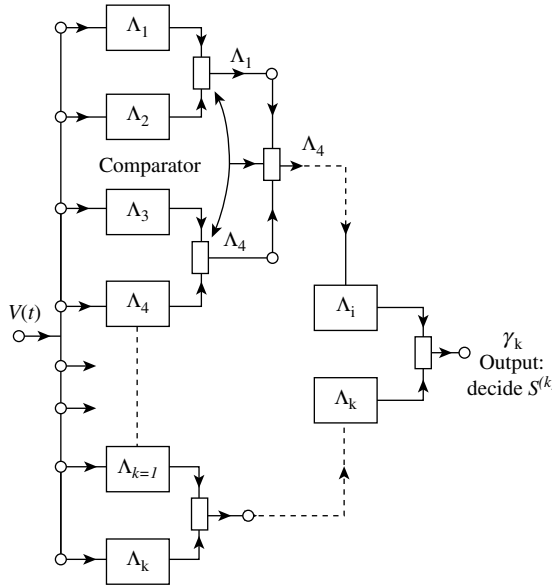 Λ₁
Λ₁
Λ₂
Λ₄
Comparator
Λ₃
Λ₄
Λ₄
V(t)
Λᵢ
γₖ
Output:
decide S⁽ᵏ
Λₖ
Λₖ₌₁
Λₖ